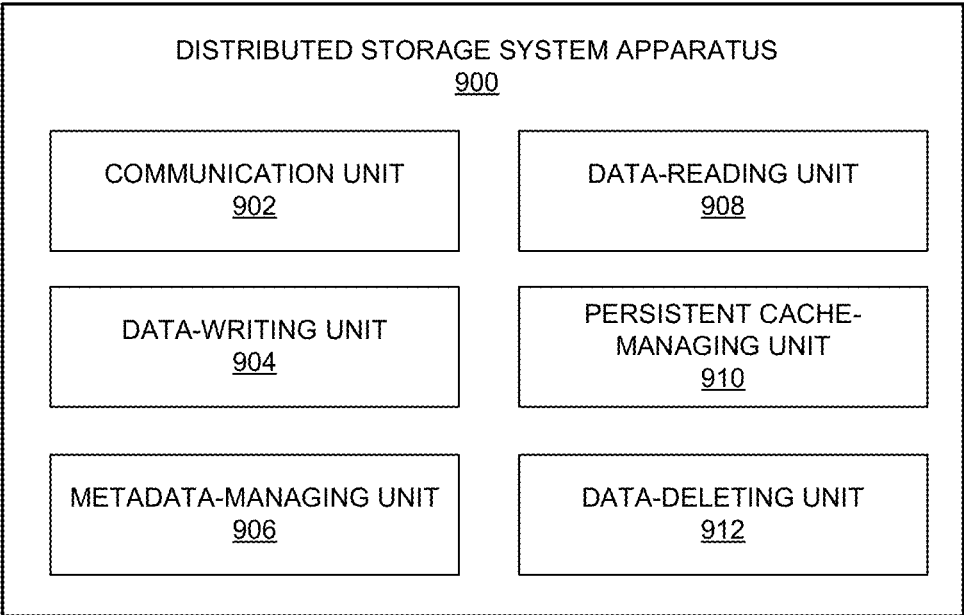 DISTRIBUTED STORAGE SYSTEM APPARATUS
900
COMMUNICATION UNIT
902
DATA-READING UNIT
908
DATA-WRITING UNIT
904
PERSISTENT CACHE-
MANAGING UNIT
910
METADATA-MANAGING UNIT
906
DATA-DELETING UNIT
912